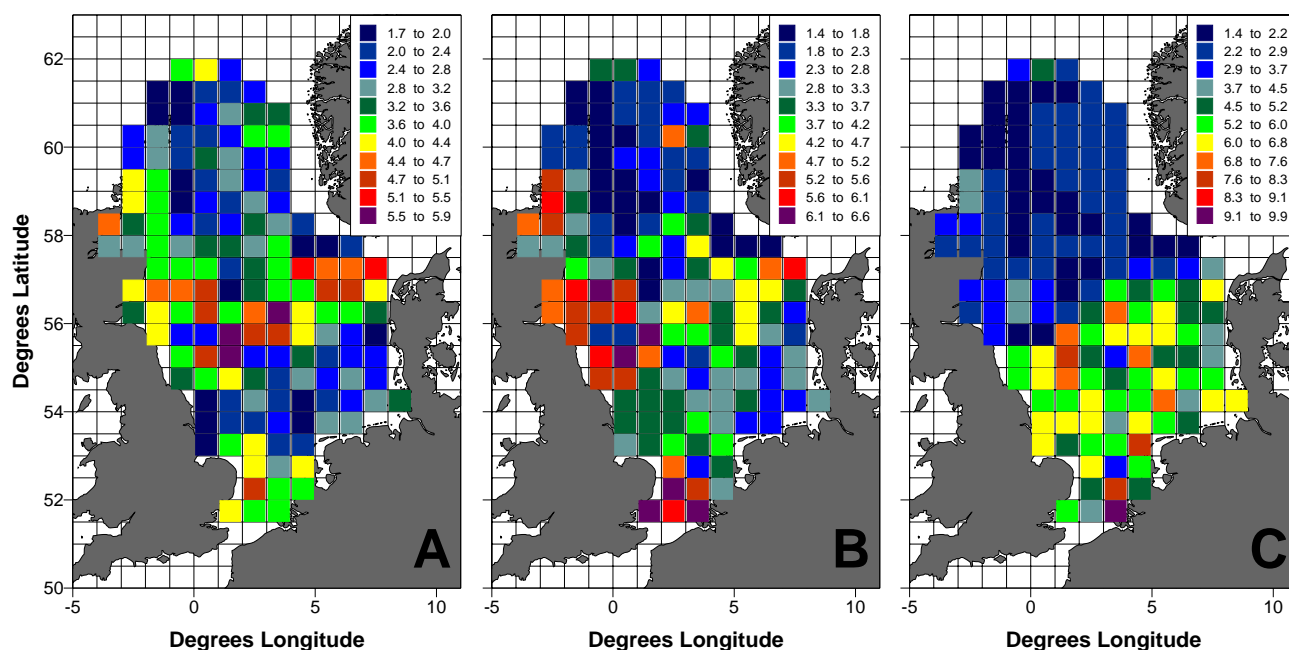 1.7 to 2.0
2.0 to 2.4
2.4 to 2.8
2.8 to 3.2
3.2 to 3.6
3.6 to 4.0
4.0 to 4.4
4.4 to 4.7
4.7 to 5.1
5.1 to 5.5
5.5 to 5.9
1.4 to 1.8
1.8 to 2.3
2.3 to 2.8
2.8 to 3.3
3.3 to 3.7
3.7 to 4.2
4.2 to 4.7
4.7 to 5.2
5.2 to 5.6
5.6 to 6.1
6.1 to 6.6
1.4 to 2.2
2.2 to 2.9
2.9 to 3.7
3.7 to 4.5
4.5 to 5.2
5.2 to 6.0
6.0 to 6.8
6.8 to 7.6
7.6 to 8.3
8.3 to 9.1
9.1 to 9.9
Degrees Latitude
62
60
58
56
54
52
50
A
B
C
-5 0 5 10
-5 0 5 10
-5 0 5 10
Degrees Longitude
Degrees Longitude
Degrees Longitude